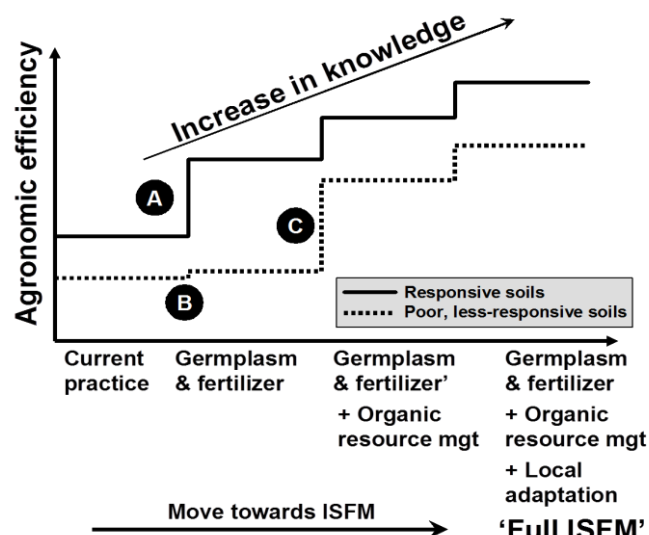 Increase in knowledge
Agronomic efficiency
A
C
B
Responsive soils
Poor, less-responsive soils
Current
practice
Germplasm
& fertilizer
Germplasm
& fertilizer’
+ Organic
resource mgt
Germplasm
& fertilizer
+ Organic
resource mgt
+ Local
adaptation
Move towards ISFM
‘Full ISFM’